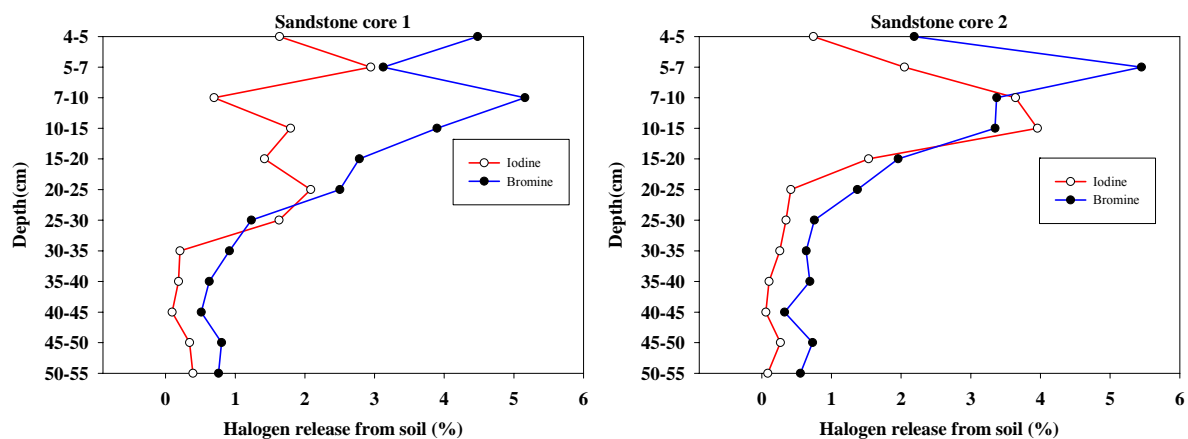 Sandstone core 1
4-5
5-7
7-10
10-15
15-20
20-25
25-30
30-35
35-40
40-45
45-50
50-55
Depth(cm)
Iodine
Bromine
0 1 2 3 4 5 6
Halogen release from soil (%)
Sandstone core 2
4-5
5-7
7-10
10-15
15-20
20-25
25-30
30-35
35-40
40-45
45-50
50-55
Depth(cm)
Iodine
Bromine
0 1 2 3 4 5 6
Halogen release from soil (%)